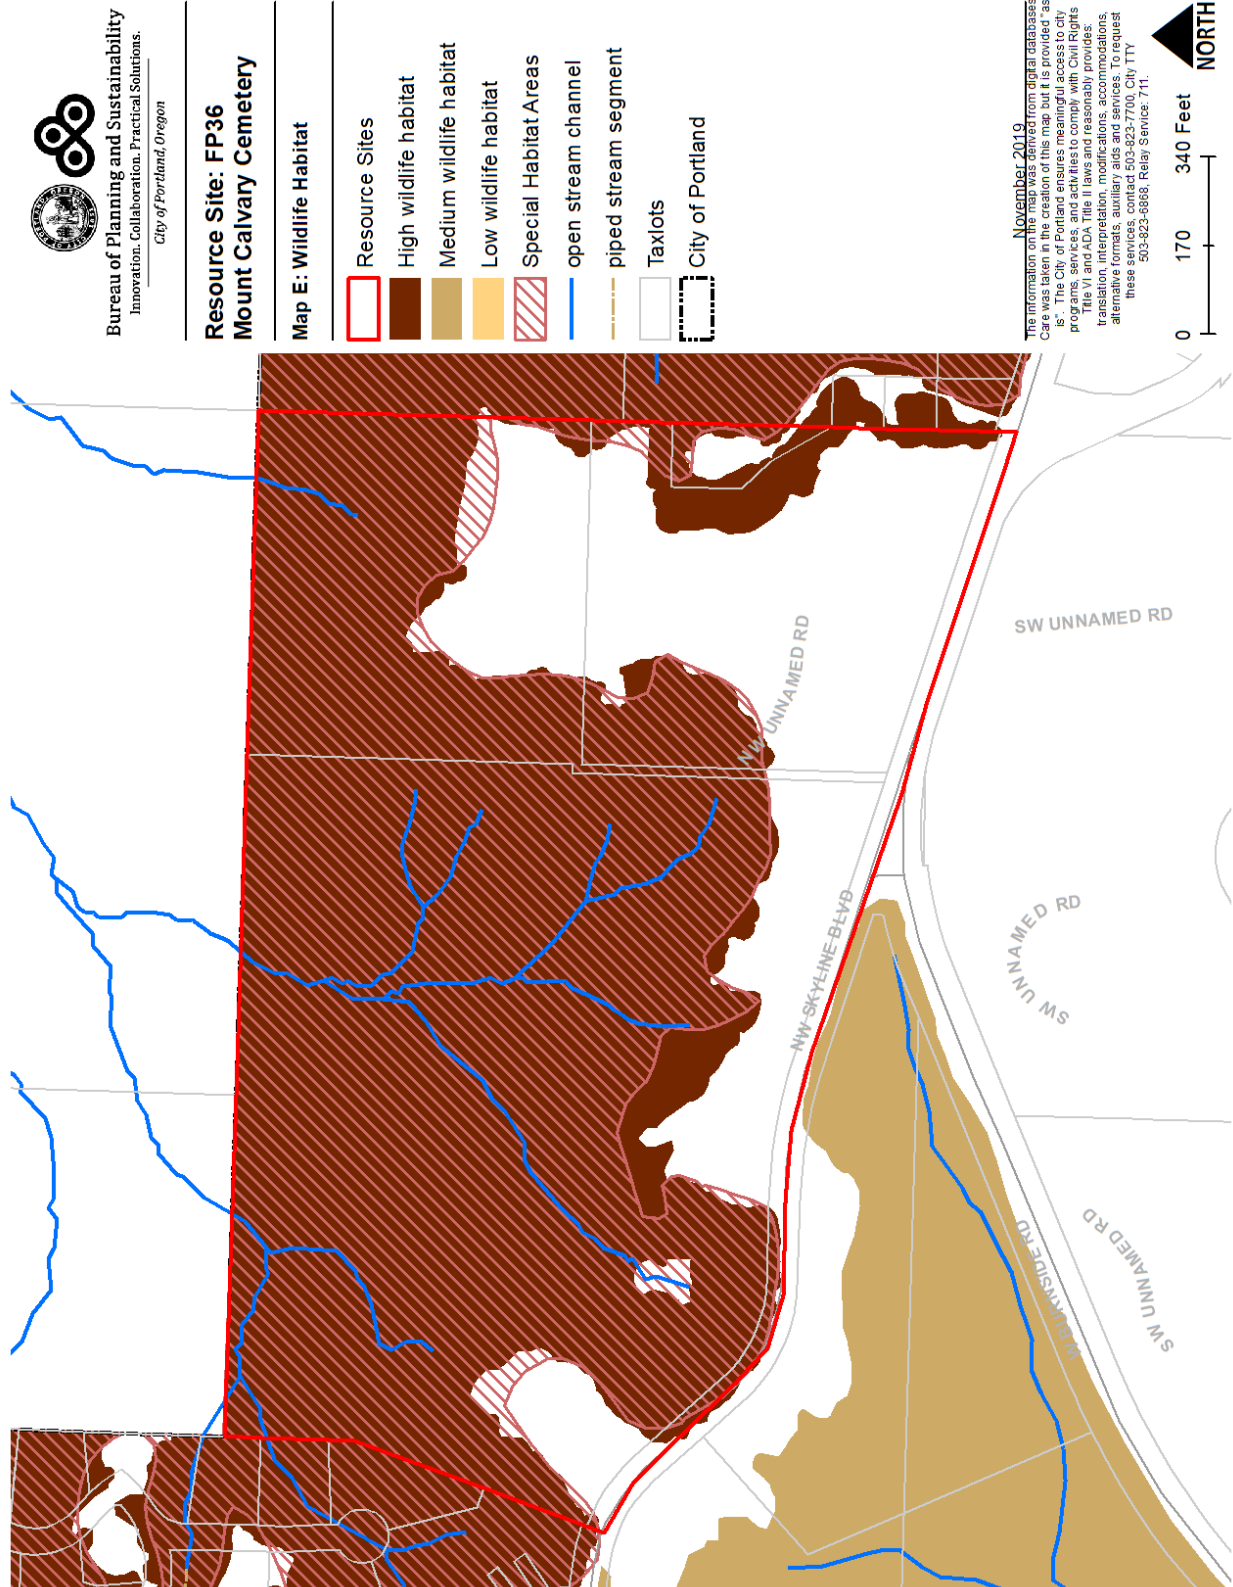 Bureau of Planning and Sustainability
Innovation. Collaboration. Practical Solutions.
City of Portland, Oregon
Resource Site: FP36
Mount Calvary Cemetery
Map E: Wildlife Habitat
Resource Sites
High wildlife habitat
Medium wildlife habitat
Low wildlife habitat
Special Habitat Areas
open stream channel
piped stream segment
Taxlots
City of Portland
November 2019
The information on the map was derived from digital databases
Care was taken in the creation of this map but it is provided "as
is". The City of Portland ensures meaningful access to city
programs, services, and activities to comply with Civil Rights
Title VI and ADA Title II laws and reasonably provides:
translation, interpretation, modifications, accommodations,
alternative formats, auxiliary aids and services. To request
these services, contact 503-823-7700, City TTY
503-823-6868, Relay Service: 711.
0 170 340 Feet
NORTH
NW UNNAMED RD
NW SKYLINE BLVD
SW UNNAMED RD
SW UNNAMED RD
W BURNSIDE RD
SW UNNAMED RD